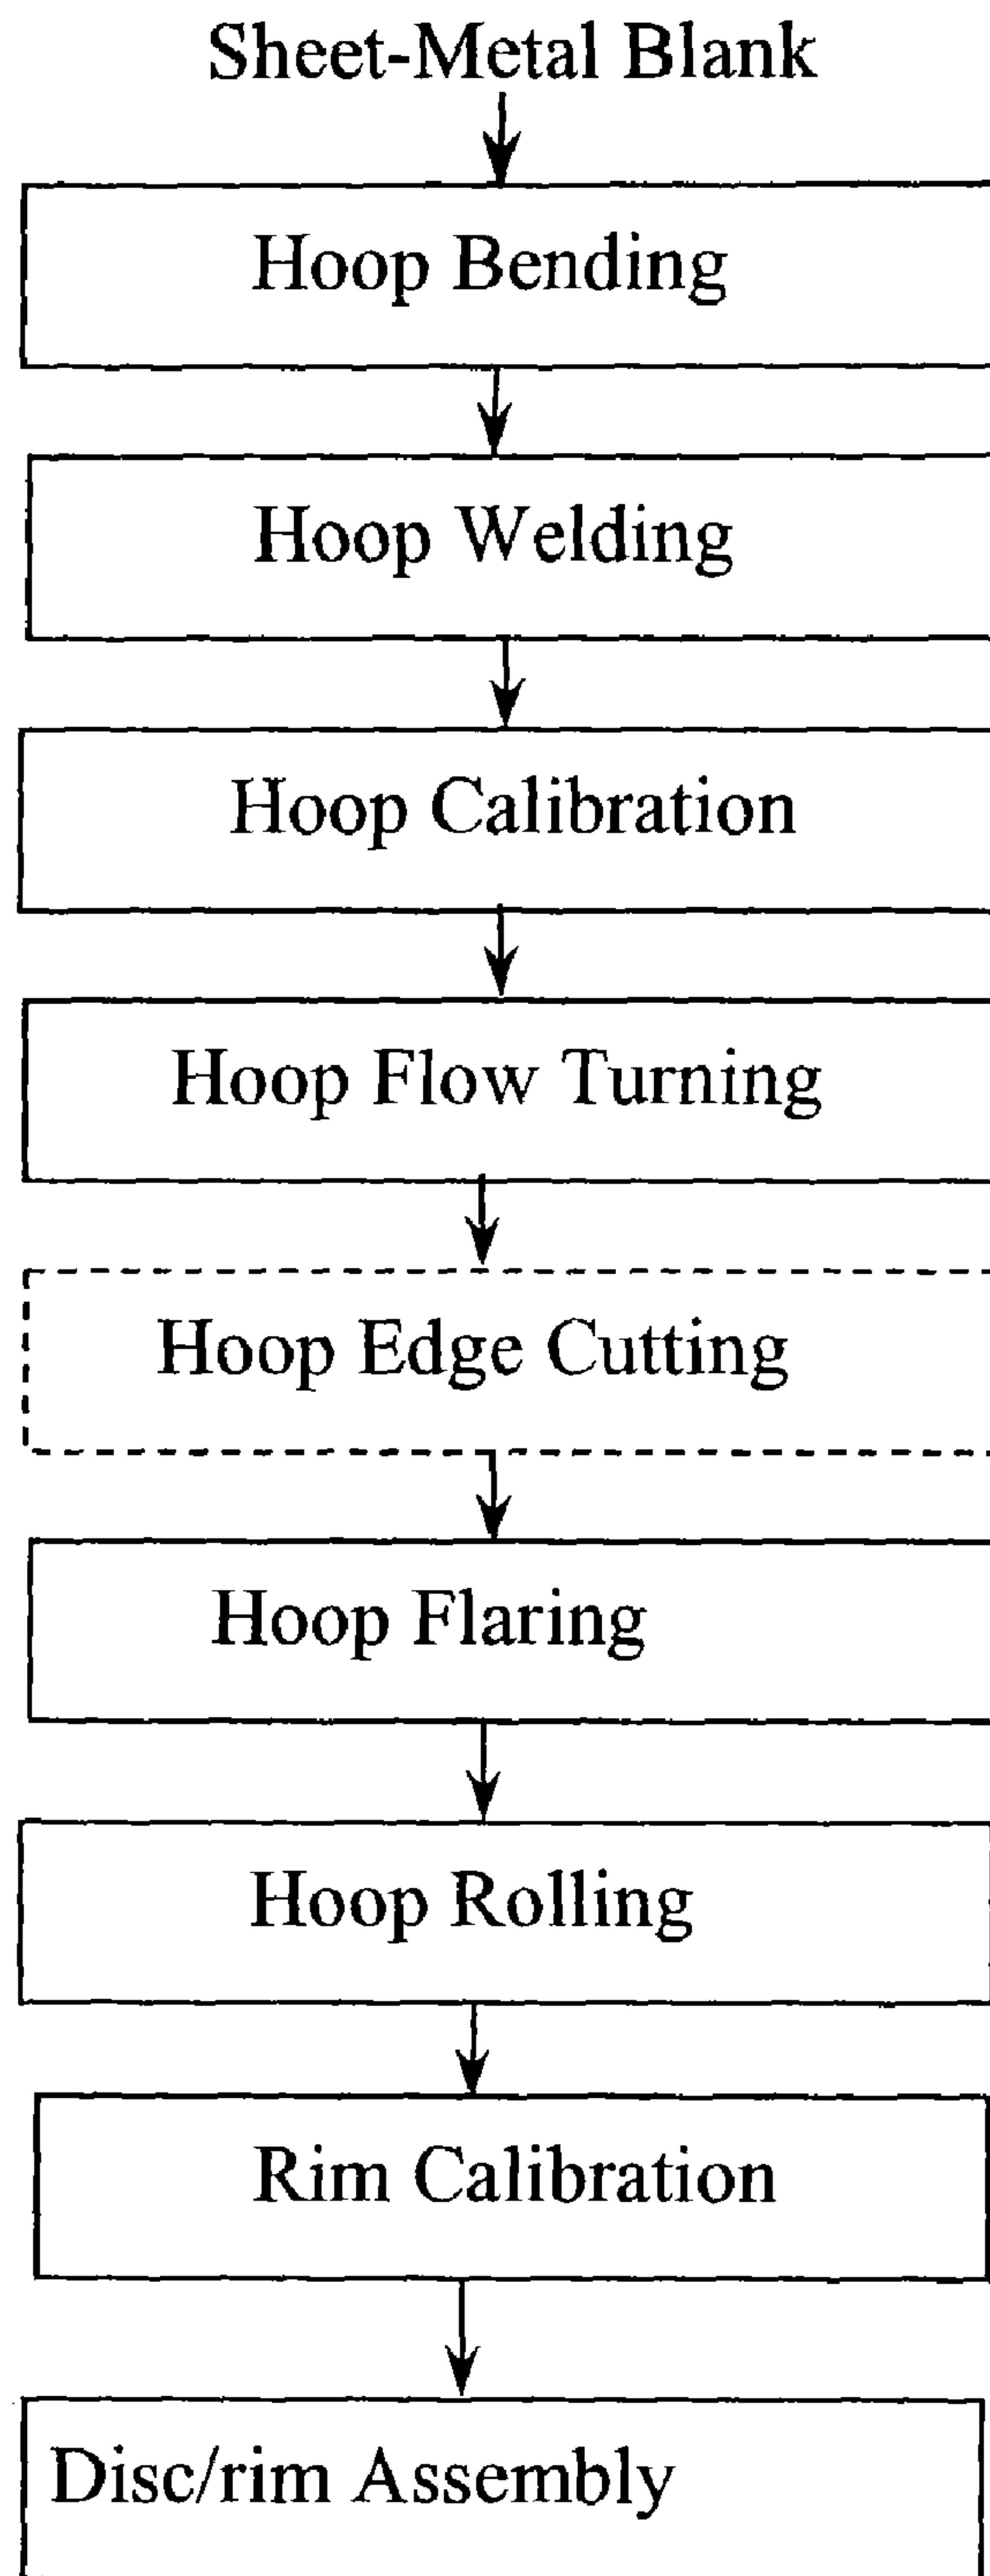 Sheet-Metal Blank
Hoop Bending
Hoop Welding
Hoop Calibration
Hoop Flow Turning
Hoop Edge Cutting
Hoop Flaring
Hoop Rolling
Rim Calibration
Disc/rim Assembly